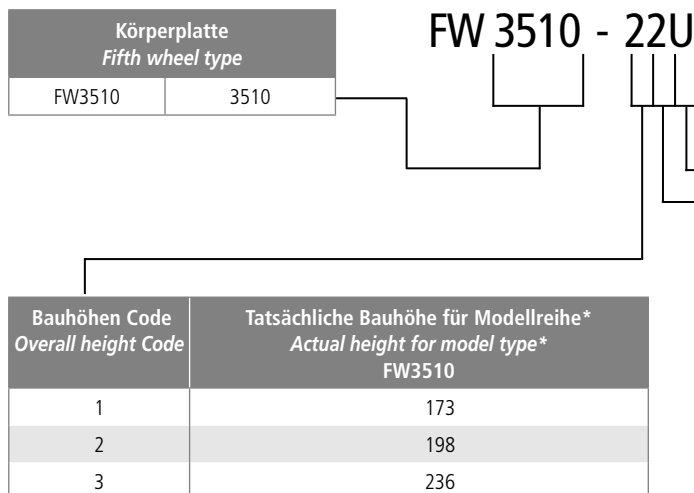 FW 3510 - 22U
Körperplatte
Fifth wheel type
FW3510 3510
Bauhöhen Code Tatsächliche Bauhöhe für Modellreihe*
Overall height Code Actual height for model type*
FW3510
1 173
2 198
3 236